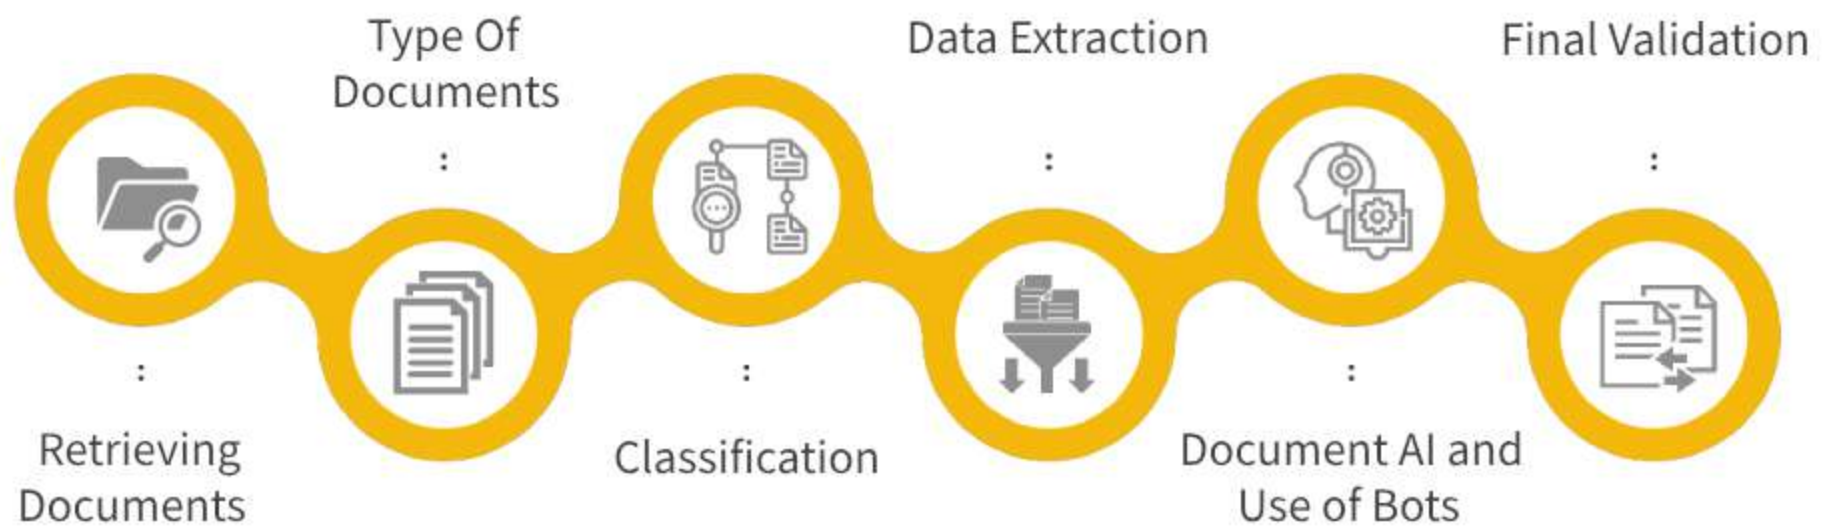 Retrieving
Documents
Type Of
Documents
Classification
Data Extraction
Document AI and
Use of Bots
Final Validation